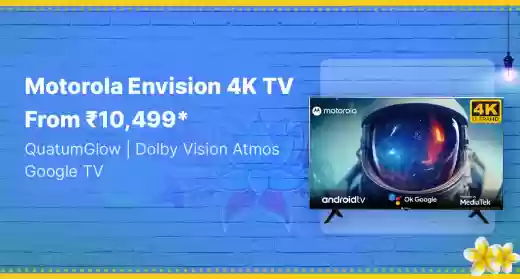 Motorola Envision 4K TV
From ₹10,499*
QuatumGlow | Dolby Vision Atmos
Google TV
motorola
4K
ULTRA HD
androidtv
Ok Google
MediaTek